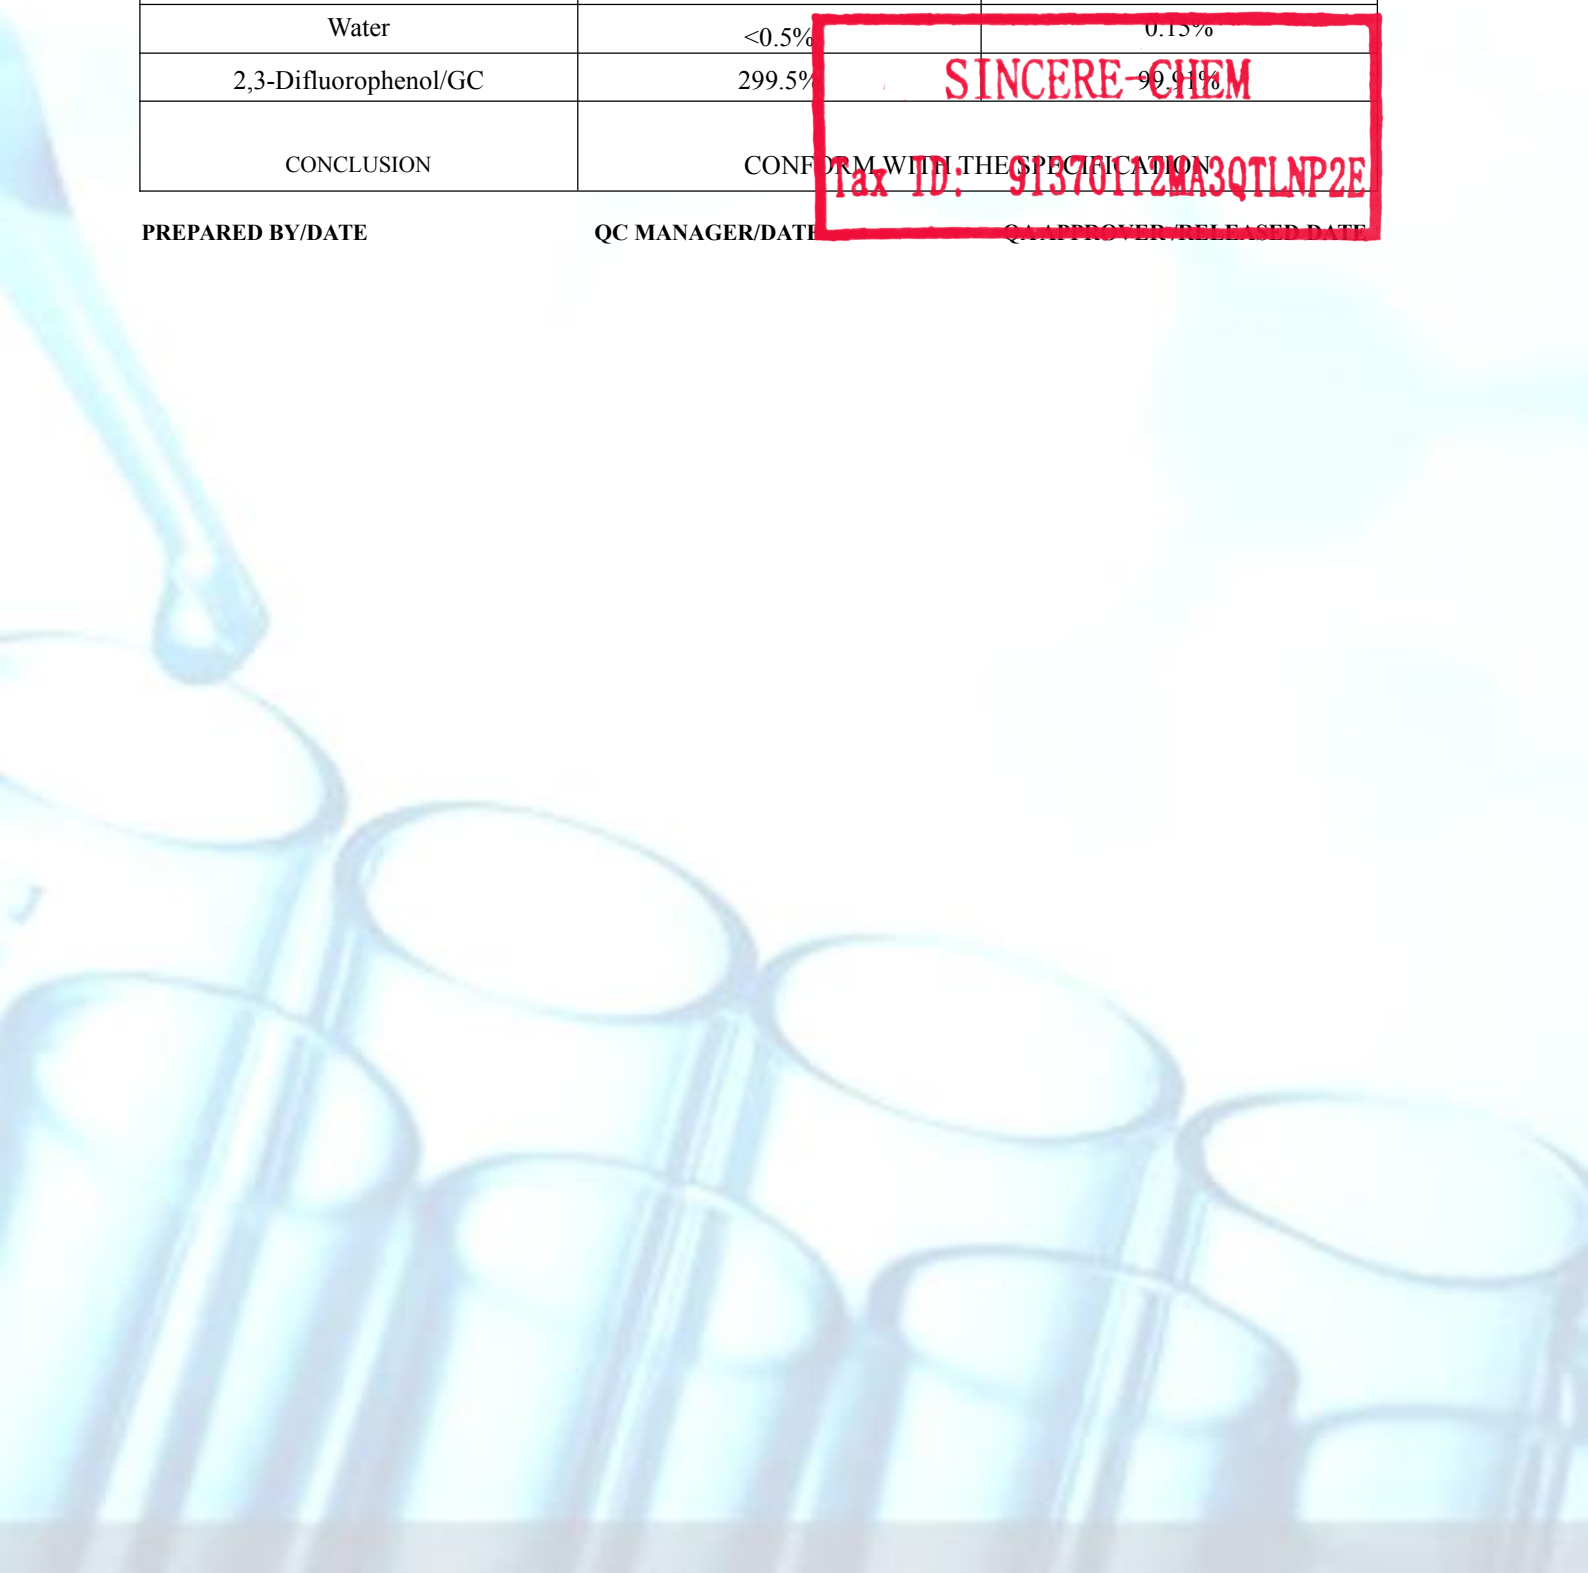 Water <0.5% 0.15%
2,3-Difluorophenol/GC 299.5% 99.91%
SINCERE-CHEM
CONCLUSION CONFORM WITH THE SPECIFICATION
Tax ID: 91370112MA3QTLNP2E
PREPARED BY/DATE QC MANAGER/DATE QA APPROVER /RELEASED DATE